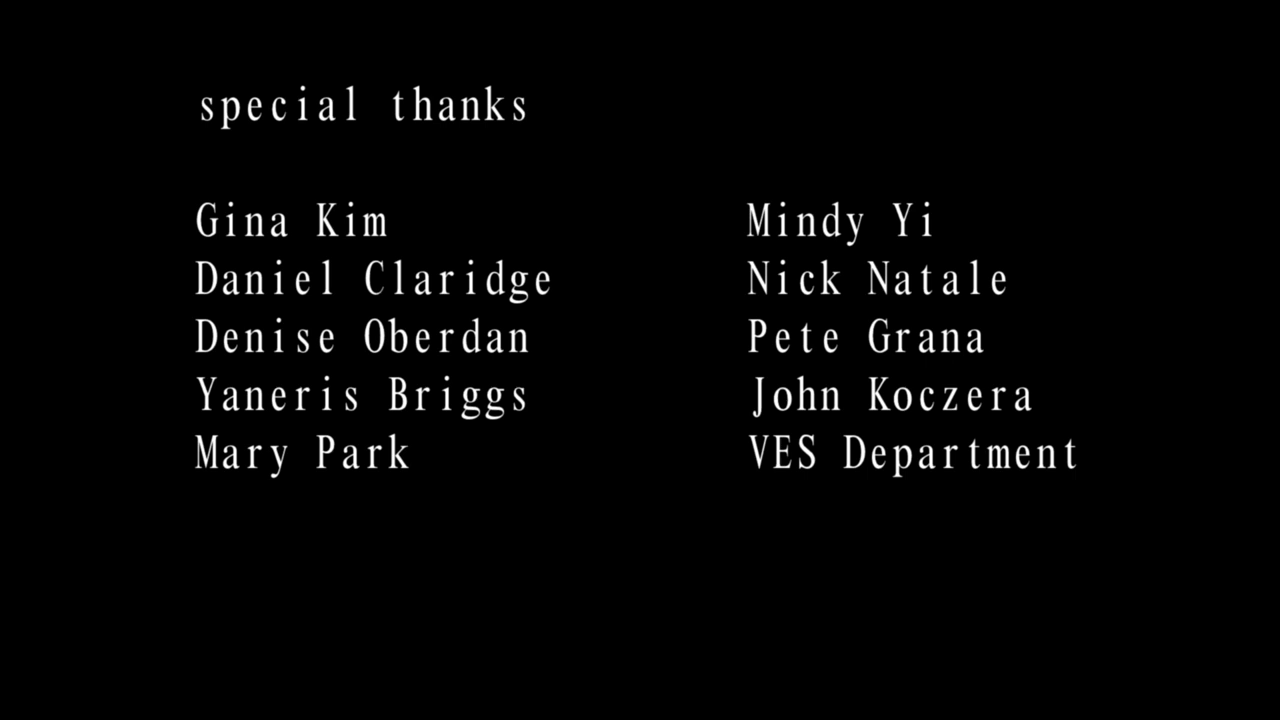 special thanks
Gina Kim
Daniel Claridge
Denise Oberdan
Yaneris Briggs
Mary Park
Mindy Yi
Nick Natale
Pete Grana
John Koczera
VES Department